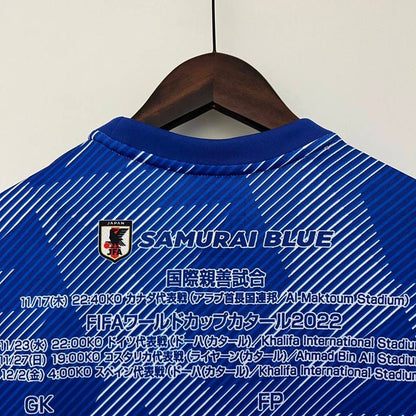 JAPAN
SAMURAI BLUE
国際親善試合
11/17(木) 22:40KO カナダ代表戦 (アラブ首長国連邦/Al-Maktoum Stadium)
FIFAワールドカップカタール2022
11/23(水) 22:00KO ドイツ代表戦 (ドーハ(カタール)/Khalifa International Stadium
11/27(日) 19:00KO コスタリカ代表戦 (ライヤーン(カタール)/Ahmad Bin Ali Stadium
12/2(金) 4:00KO スペイン代表戦 (ドーハ(カタール)/Khalifa International Stadium
GK FP